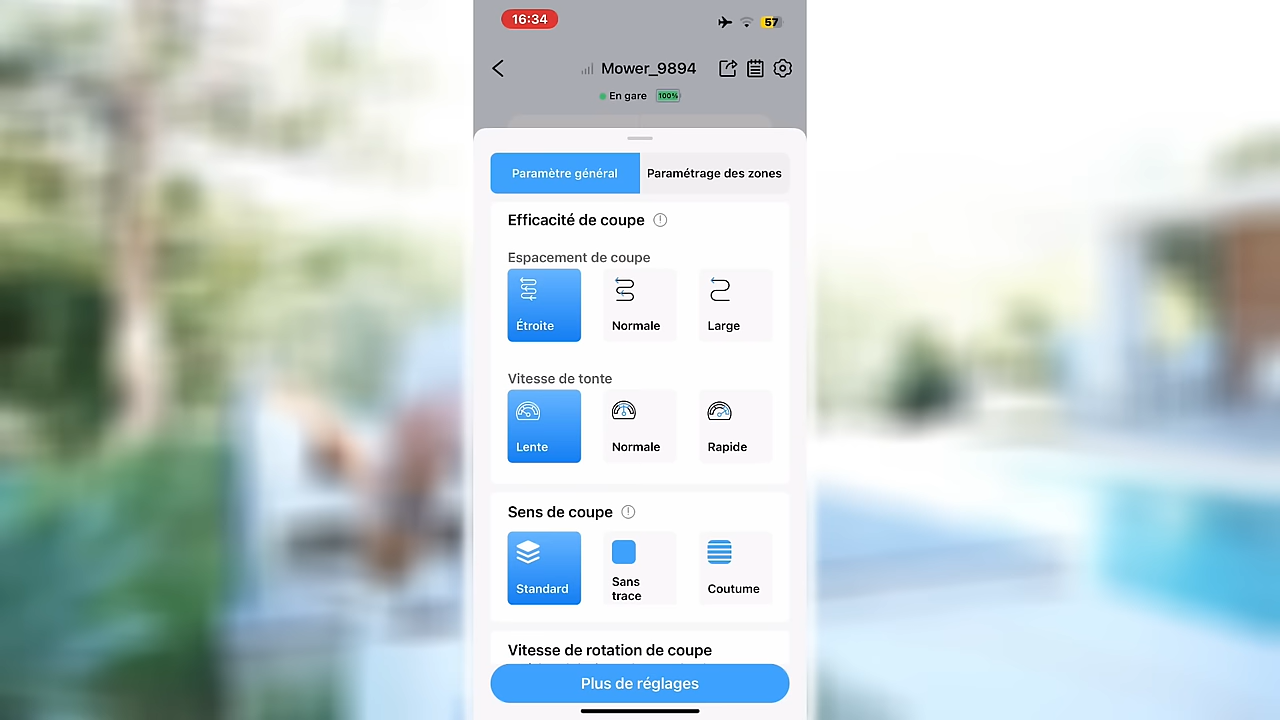 16:34
57
Mower_9894
En gare 100%
Paramètre général
Paramétrage des zones
Efficacité de coupe
Espacement de coupe
Étroite
Normale
Large
Vitesse de tonte
Lente
Normale
Rapide
Sens de coupe
Standard
Sans
trace
Coutume
Vitesse de rotation de coupe
Plus de réglages